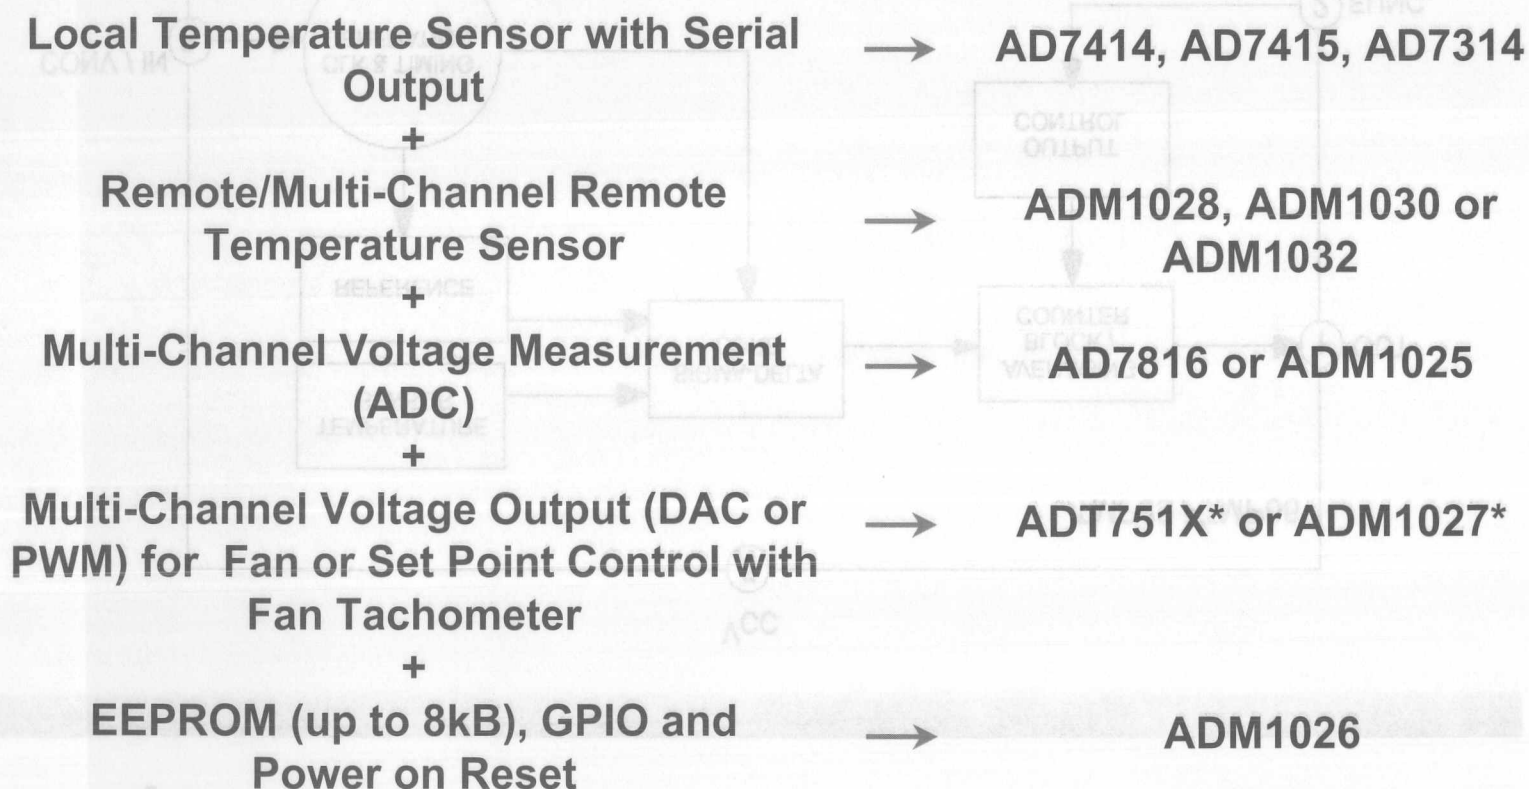 Local Temperature Sensor with Serial
Output
→
AD7414, AD7415, AD7314
+
Remote/Multi-Channel Remote
Temperature Sensor
→
ADM1028, ADM1030 or
ADM1032
+
Multi-Channel Voltage Measurement
(ADC)
→
AD7816 or ADM1025
+
Multi-Channel Voltage Output (DAC or
PWM) for Fan or Set Point Control with
Fan Tachometer
→
ADT751X* or ADM1027*
+
EEPROM (up to 8kB), GPIO and
Power on Reset
→
ADM1026